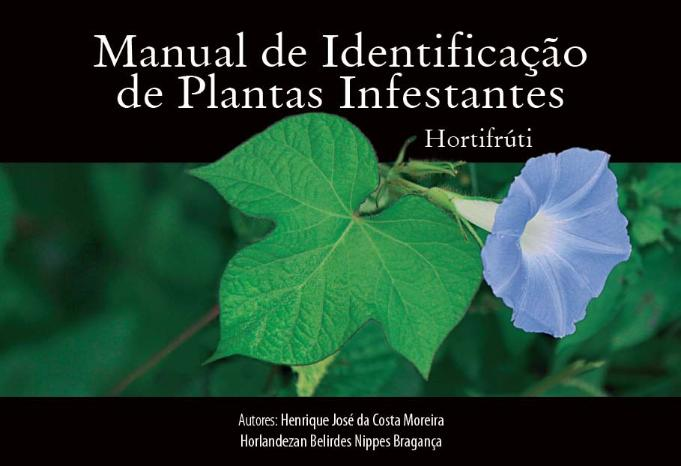 Manual de Identificação
de Plantas Infestantes
Hortifrúti
Autores: Henrique José da Costa Moreira
Horlandezan Belirdes Nippes Bragança